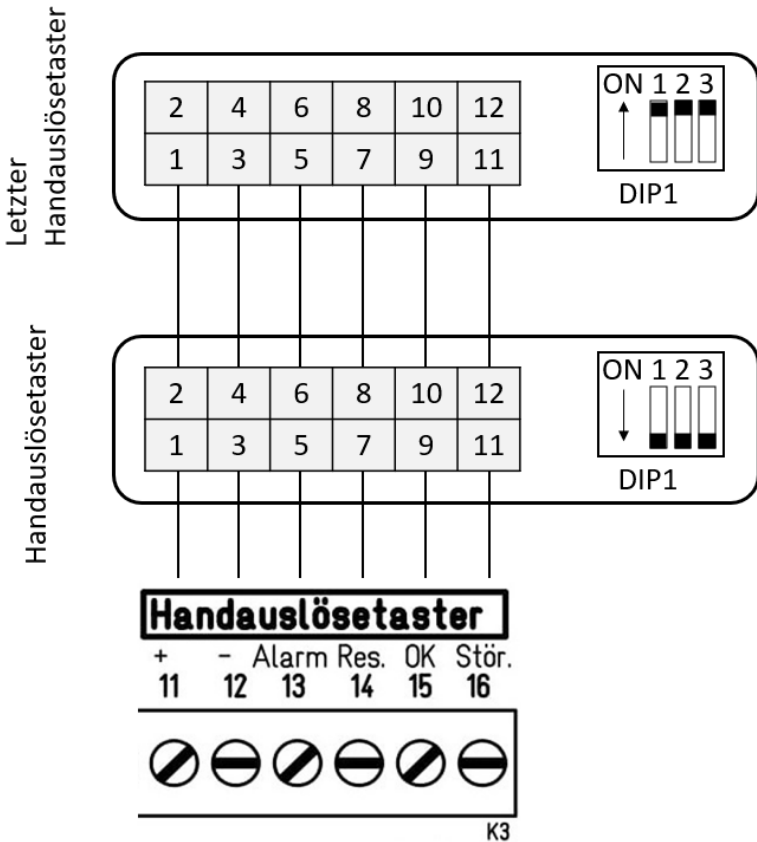 Letzter
Handauslösetaster
2 4 6 8 10 12
1 3 5 7 9 11
ON 1 2 3
DIP1
Handauslösetaster
2 4 6 8 10 12
1 3 5 7 9 11
ON 1 2 3
DIP1
Handauslösetaster
+ - Alarm Res. OK Stör.
11 12 13 14 15 16
K3